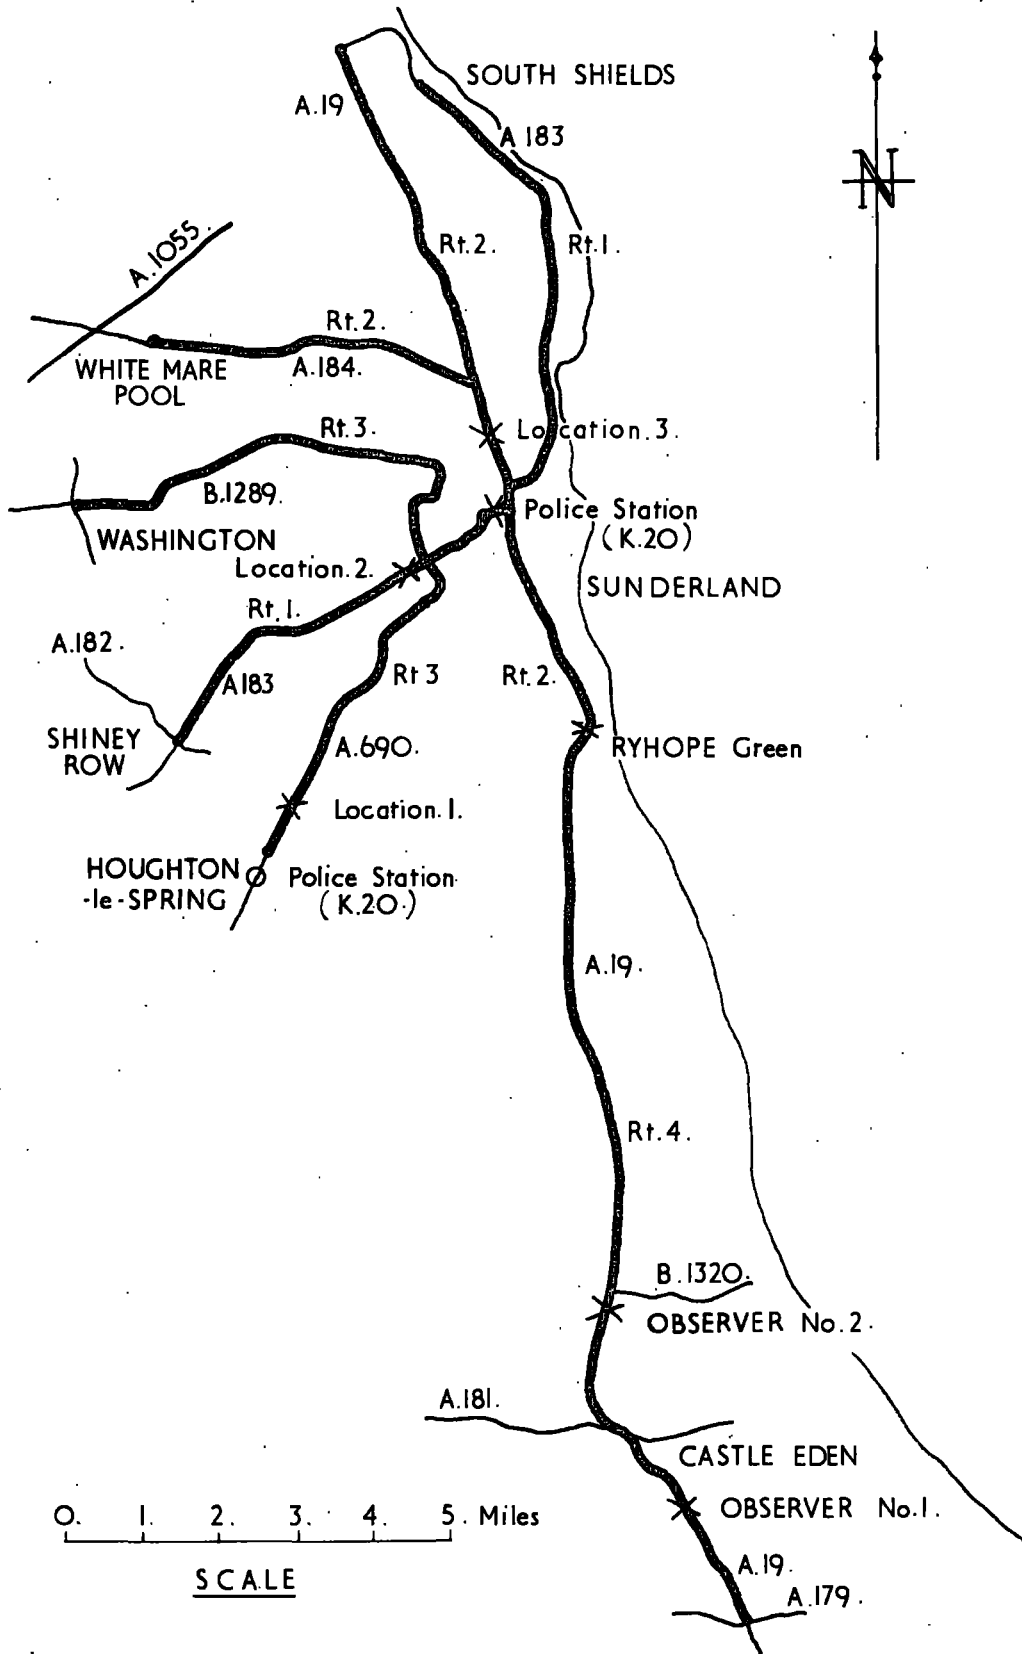 SOUTH SHIELDS
A.19
A 183
N
A.1055.
Rt.2.
Rt.1.
Rt.2.
A.184.
WHITE MARE
POOL
Rt.3.
Location.3.
B.1289.
Police Station
(K.20)
WASHINGTON
Location.2.
SUNDERLAND
Rt.1.
A.182.
A183
Rt 3
Rt.2.
SHINEY
ROW
A.690.
RYHOPE Green
Location.1.
HOUGHTON
-le-SPRING
Police Station
(K.20.)
A.19.
Rt.4.
B.1320.
OBSERVER No.2.
A.181.
CASTLE EDEN
OBSERVER No.1.
0. 1. 2. 3. 4. 5. Miles
SCALE
A.19.
A.179.